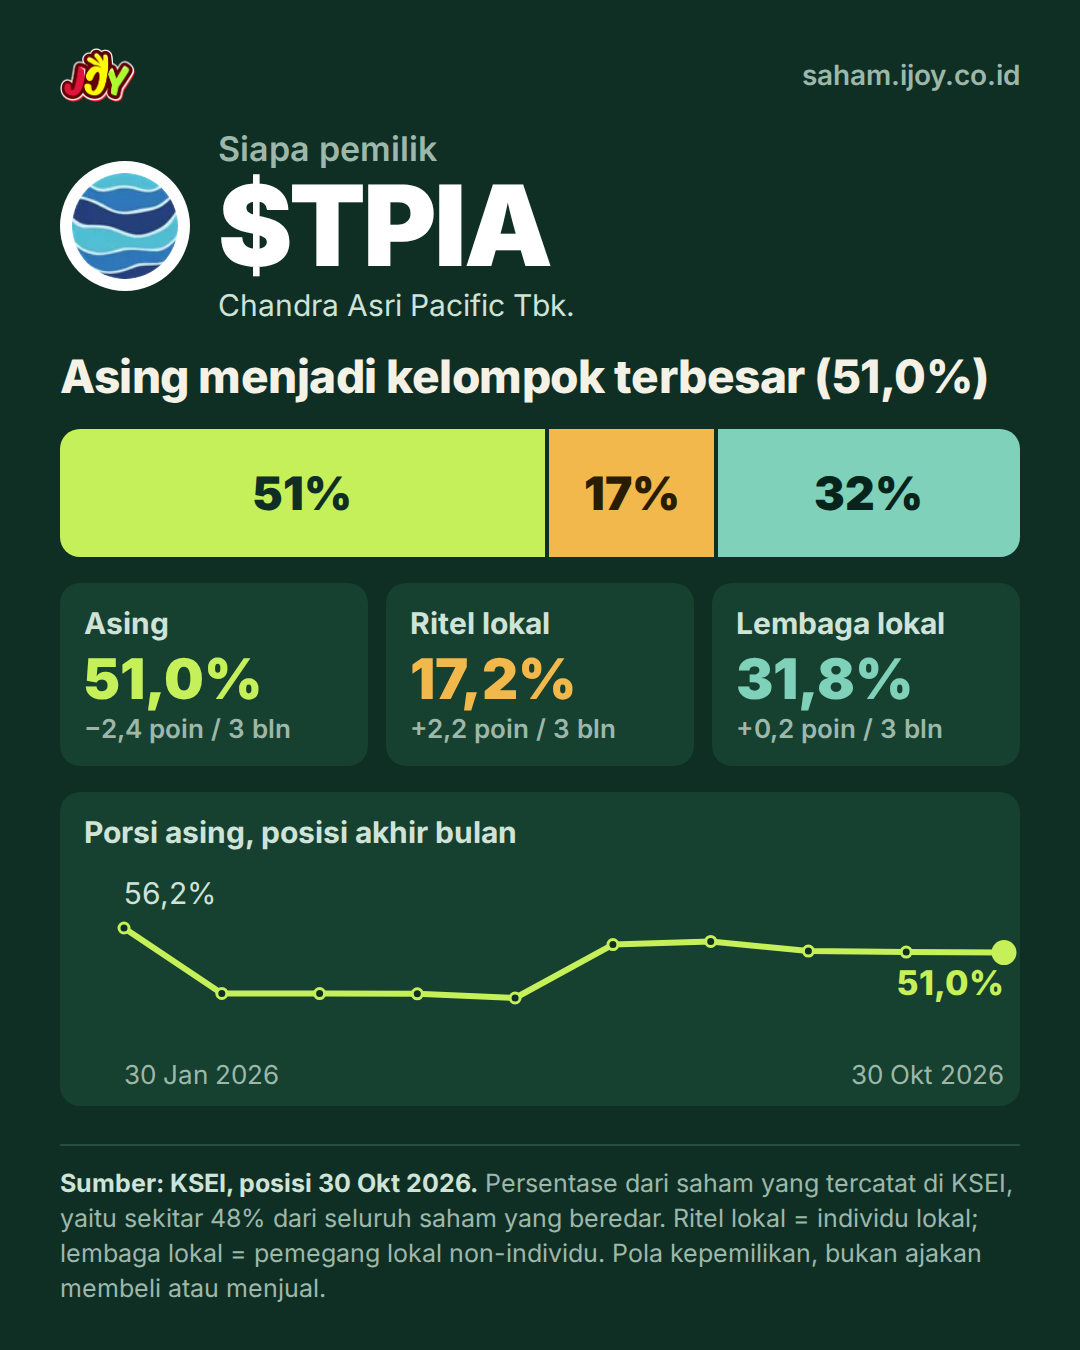 JOY
saham.ijoy.co.id
Siapa pemilik
$TPIA
Chandra Asri Pacific Tbk.
Asing menjadi kelompok terbesar (51,0%)
51%
17%
32%
Asing
51,0%
−2,4 poin / 3 bln
Ritel lokal
17,2%
+2,2 poin / 3 bln
Lembaga lokal
31,8%
+0,2 poin / 3 bln
Porsi asing, posisi akhir bulan
56,2%
51,0%
30 Jan 2026
30 Okt 2026
Sumber: KSEI, posisi 30 Okt 2026. Persentase dari saham yang tercatat di KSEI,
yaitu sekitar 48% dari seluruh saham yang beredar. Ritel lokal = individu lokal;
lembaga lokal = pemegang lokal non-individu. Pola kepemilikan, bukan ajakan
membeli atau menjual.